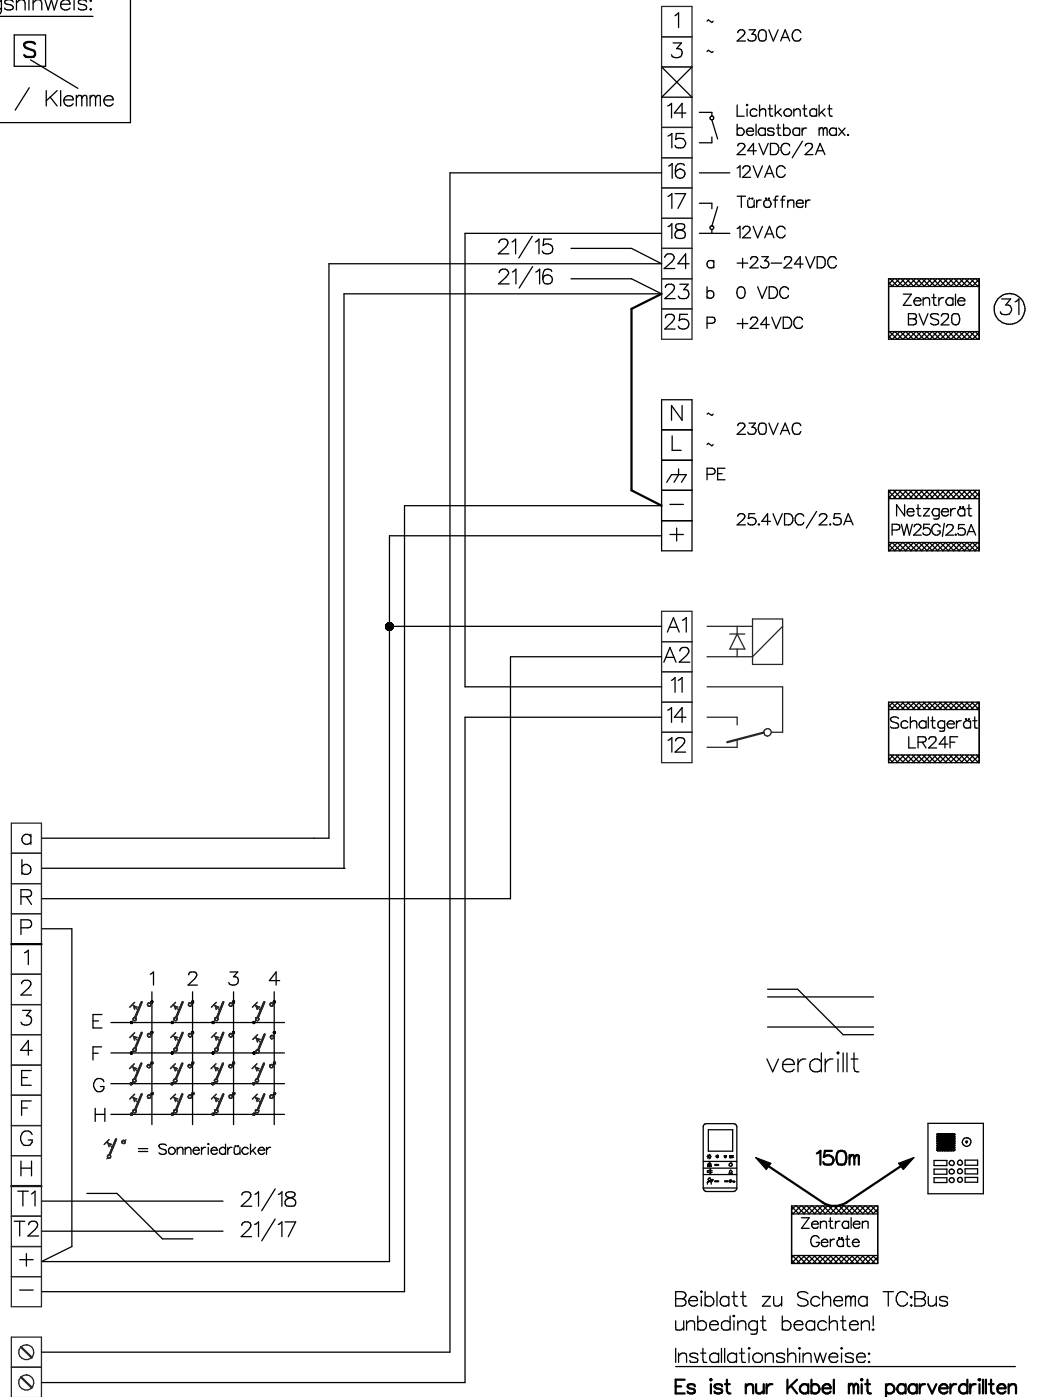 S
/ Klemme
1 ~
230VAC
3 ~
14 Lichtkontakt
belastbar max.
15 24VDC/2A
16 12VAC
17 Türöffner
18 12VAC
21/15
24 a +23-24VDC
21/16
23 b 0 VDC
25 P +24VDC
Zentrale
BVS20
31
N ~
230VAC
L ~
PE
-
25.4VDC/2.5A
+
Netzgerät
PW25G/2.5A
A1
A2
11
14
12
Schaltgerät
LR24F
a
b
R
P
1
2
3
4
E
F
G
H
T1 21/18
T2 21/17
+
-
1 2 3 4
E
F
G
H
= Sonneriedrücker
verdrillt
150m
Zentralen
Geräte
Beiblatt zu Schema TC:Bus
unbedingt beachten!
Installationshinweise:
Es ist nur Kabel mit paarverdrillten